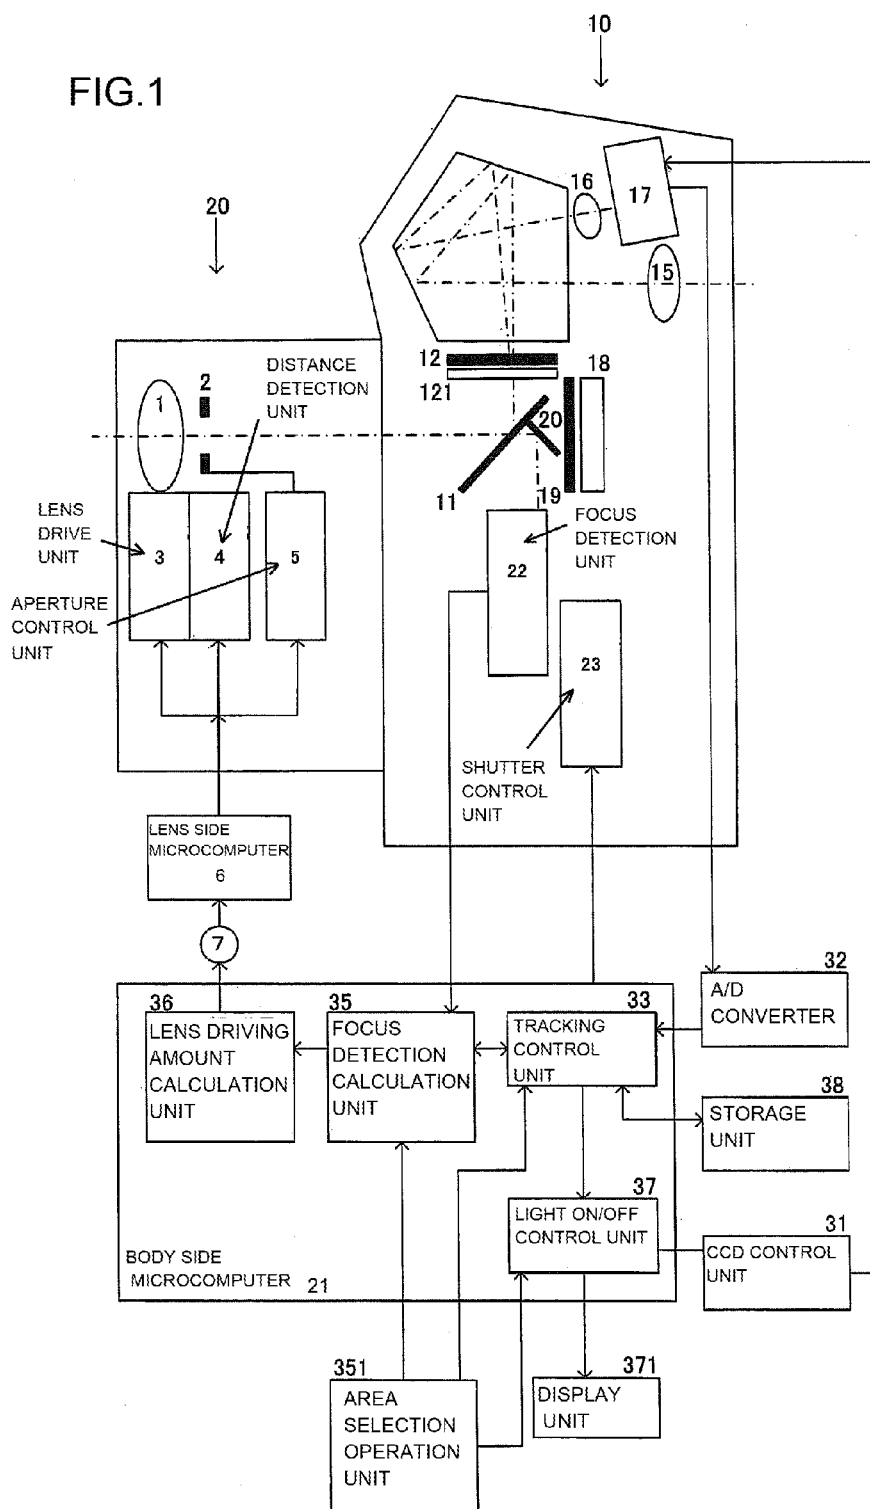 10
FIG.1
20
16
17
15
12
121
18
DISTANCE
DETECTION
UNIT
2
1
20
11
19
LENS
DRIVE
UNIT
3
4
5
FOCUS
DETECTION
UNIT
22
APERTURE
CONTROL
UNIT
23
SHUTTER
CONTROL
UNIT
LENS SIDE
MICROCOMPUTER
6
7
36
LENS DRIVING
AMOUNT
CALCULATION
UNIT
35
FOCUS
DETECTION
CALCULATION
UNIT
33
TRACKING
CONTROL
UNIT
32
A/D
CONVERTER
38
STORAGE
UNIT
37
LIGHT ON/OFF
CONTROL UNIT
31
CCD CONTROL
UNIT
BODY SIDE
MICROCOMPUTER 21
351
AREA
SELECTION
OPERATION
UNIT
371
DISPLAY
UNIT